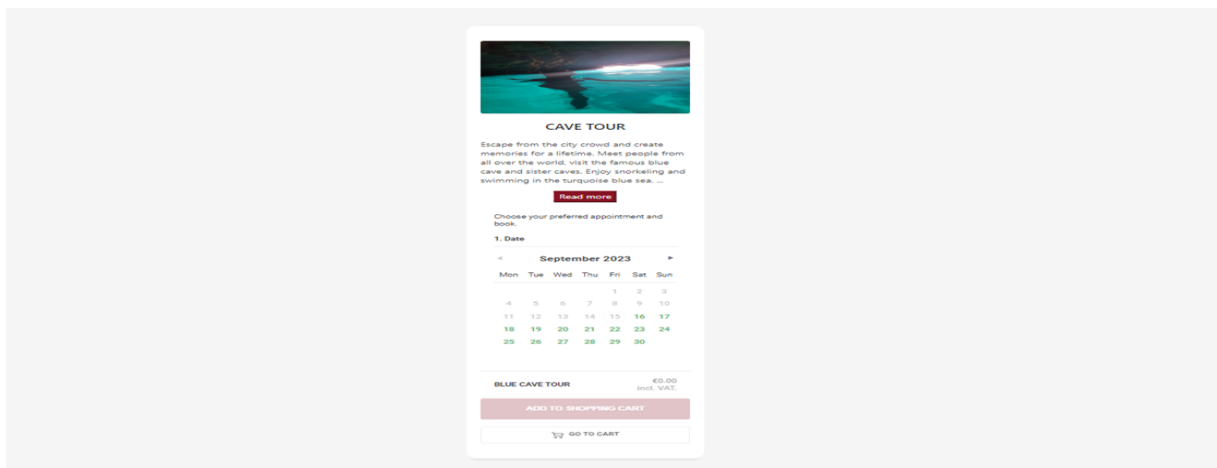 CAVE TOUR
Escape from the city crowd and create
memories for a lifetime. Meet people from
all over the world, visit the famous blue
cave and sister caves. Enjoy snorkeling and
swimming in the turquoise blue sea. ...
Read more
Choose your preferred appointment and
book.
1. Date
◄ September 2023 ►
Mon Tue Wed Thu Fri Sat Sun
1 2 3
4 5 6 7 8 9 10
11 12 13 14 15 16 17
18 19 20 21 22 23 24
25 26 27 28 29 30
BLUE CAVE TOUR €0.00
incl. VAT.
ADD TO SHOPPING CART
GO TO CART